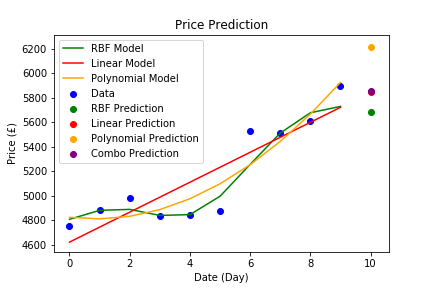 Price Prediction
RBF Model
Linear Model
Polynomial Model
Data
RBF Prediction
Linear Prediction
Polynomial Prediction
Combo Prediction
Price (£)
6200
6000
5800
5600
5400
5200
5000
4800
4600
0 2 4 6 8 10
Date (Day)